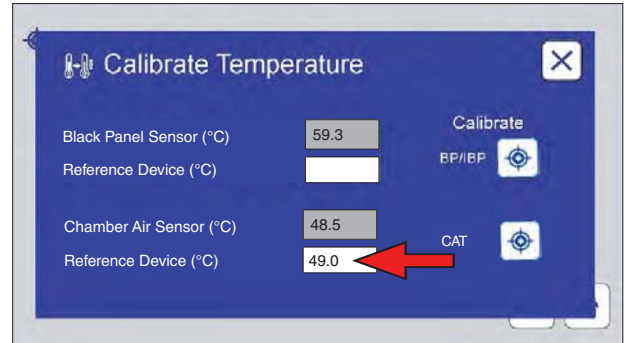 Calibrate Temperature
Calibrate
Black Panel Sensor (°C) 59.3
BP/IBP
Reference Device (°C)
Chamber Air Sensor (°C) 48.5
CAT
Reference Device (°C) 49.0